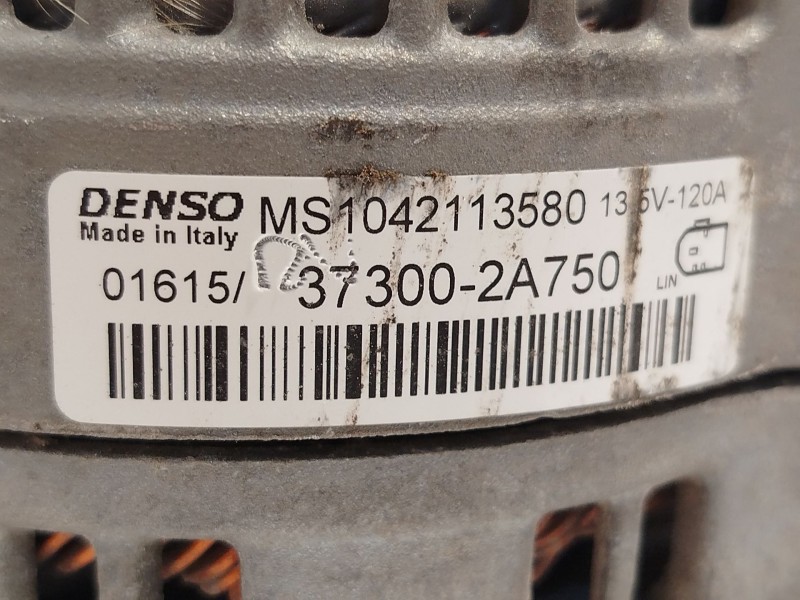 DENSO MS1042113580 13.5V-120A
Made in Italy
01615/ 37300-2A750
LIN